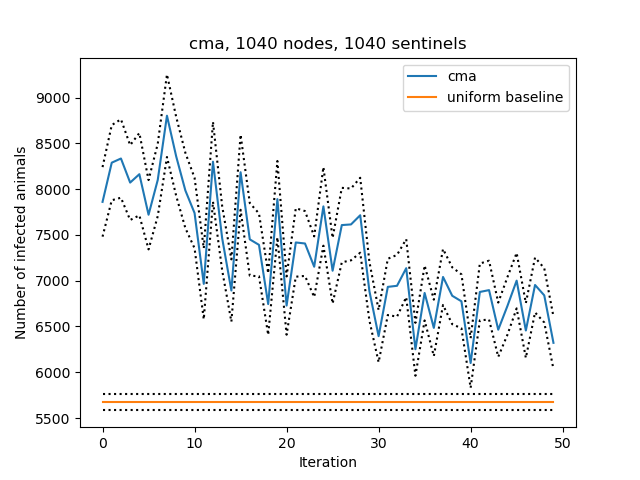 cma, 1040 nodes, 1040 sentinels
cma
uniform baseline
Number of infected animals
9000
8500
8000
7500
7000
6500
6000
5500
0 10 20 30 40 50
Iteration